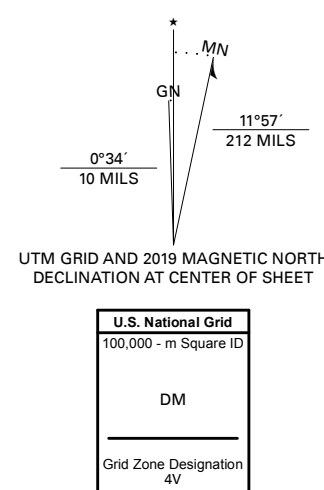 ★
MN
GN
11°57´
212 MILS
0°34´
10 MILS
UTM GRID AND 2019 MAGNETIC NORTH
DECLINATION AT CENTER OF SHEET
U.S. National Grid
100,000 - m Square ID
DM
Grid Zone Designation
4V